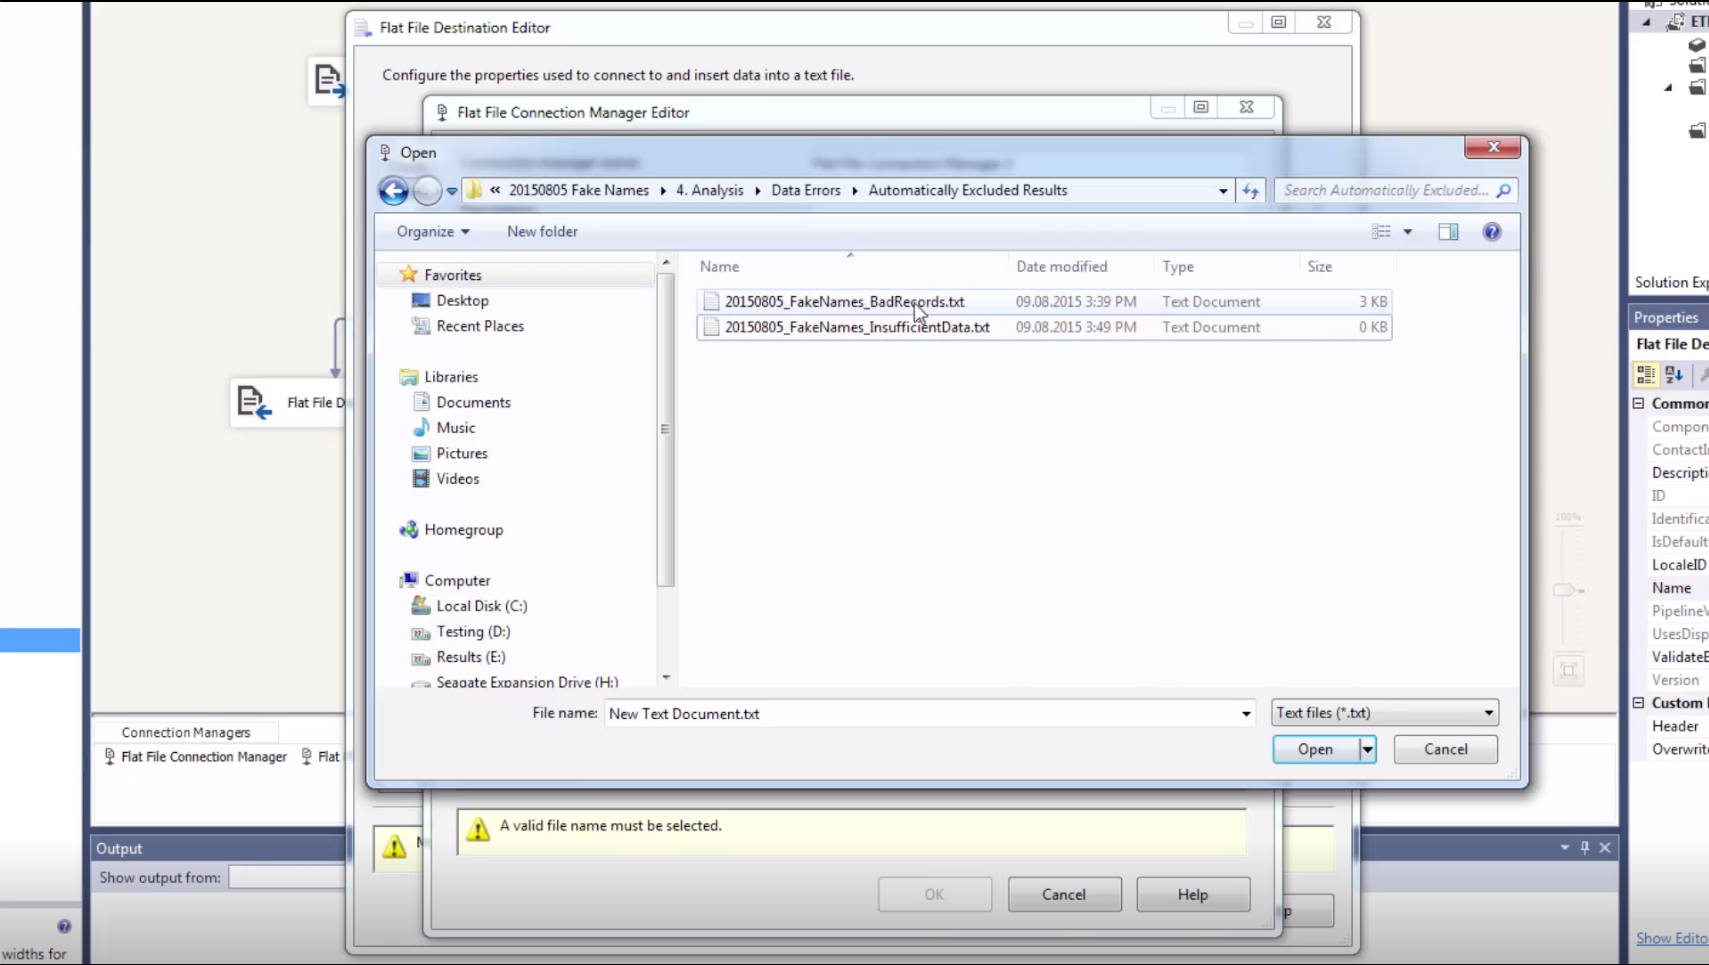 Flat File Destination Editor
Configure the properties used to connect to and insert data into a text file.
Flat File Connection Manager Editor
Open
« 20150805 Fake Names 4. Analysis Data Errors Automatically Excluded Results
Search Automatically Excluded...
Organize New folder
Favorites
Desktop
Recent Places
Libraries
Documents
Music
Pictures
Videos
Homegroup
Computer
Local Disk (C:)
Testing (D:)
Results (E:)
Seagate Expansion Drive (H:)
Name Date modified Type Size
20150805_FakeNames_BadRecords.txt 09.08.2015 3:39 PM Text Document 3 KB
20150805_FakeNames_InsufficientData.txt 09.08.2015 3:49 PM Text Document 0 KB
File name: New Text Document.txt Text files (*.txt)
Open Cancel
A valid file name must be selected.
OK Cancel Help
Flat File D
Connection Managers
Flat File Connection Manager Flat
Output
Show output from:
widths for
100%
Solution Exp
Properties
Flat File De
Common
Compon
ContactIn
Descripti
ID
Identifica
IsDefault
LocaleID
Name
PipelineV
UsesDisp
ValidateE
Version
Custom
Header
Overwrite
Show Edito